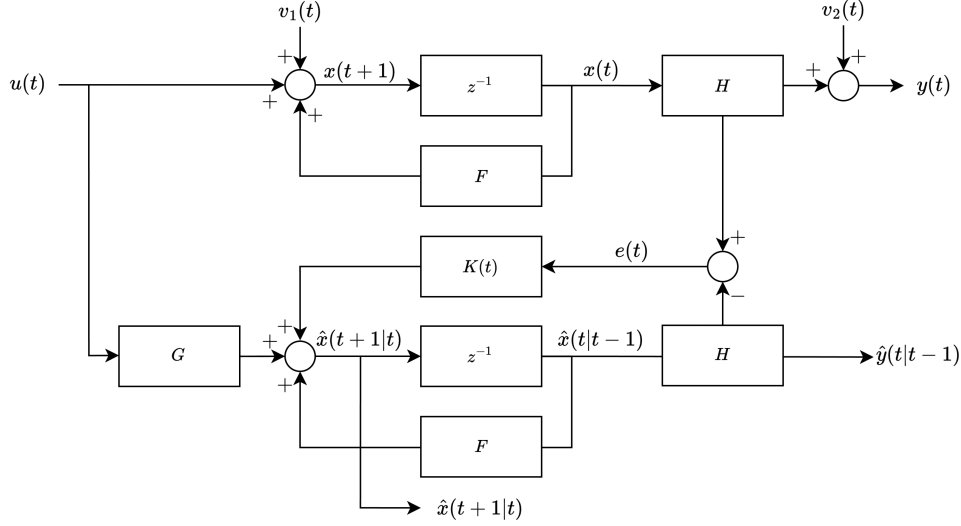 v₁(t)
v₂(t)
+
+
u(t)
+
x(t+1)
z⁻¹
x(t)
H
+
+
y(t)
+
F
+
K(t)
e(t)
−
+
x̂(t+1|t)
z⁻¹
x̂(t|t−1)
G
+
H
ŷ(t|t−1)
+
F
x̂(t+1|t)